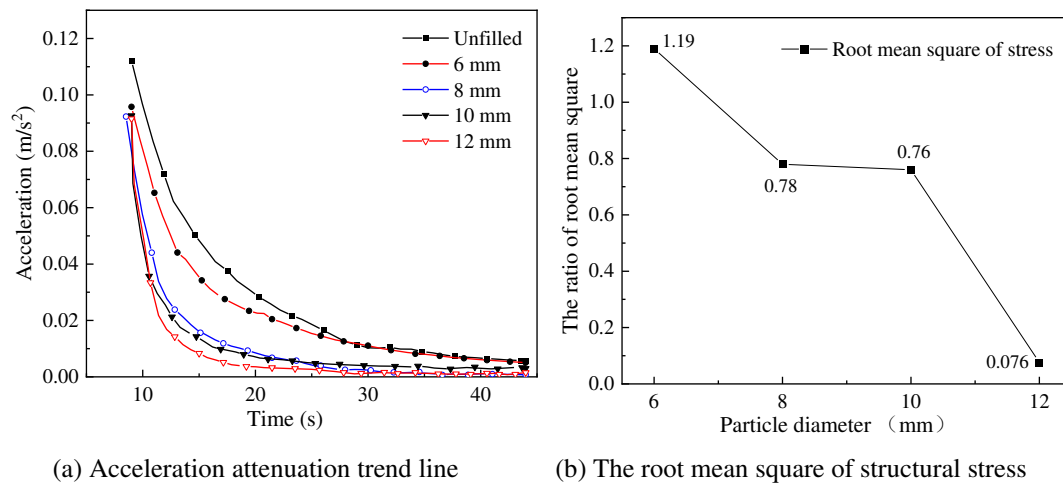 0.12
0.10
0.08
0.06
0.04
0.02
0.00
Acceleration (m/s²)
Unfilled
6 mm
8 mm
10 mm
12 mm
10
20
30
40
Time (s)
(a) Acceleration attenuation trend line
1.2
1.0
0.8
0.6
0.4
0.2
0.0
The ratio of root mean square
Root mean square of stress
1.19
0.78
0.76
0.076
6
8
10
12
Particle diameter （mm）
(b) The root mean square of structural stress